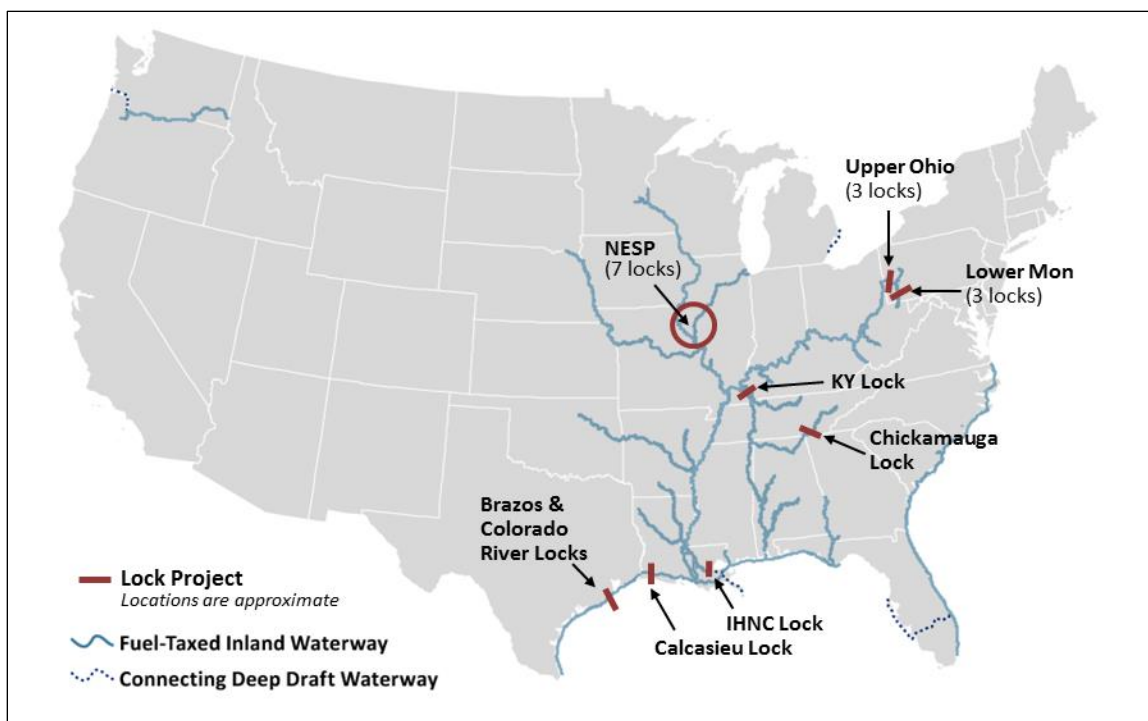 Upper Ohio
(3 locks)
NESP
(7 locks)
Lower Mon
(3 locks)
KY Lock
Chickamauga
Lock
Brazos &
Colorado
River Locks
IHNC Lock
Calcasieu Lock
Lock Project
Locations are approximate
Fuel-Taxed Inland Waterway
Connecting Deep Draft Waterway